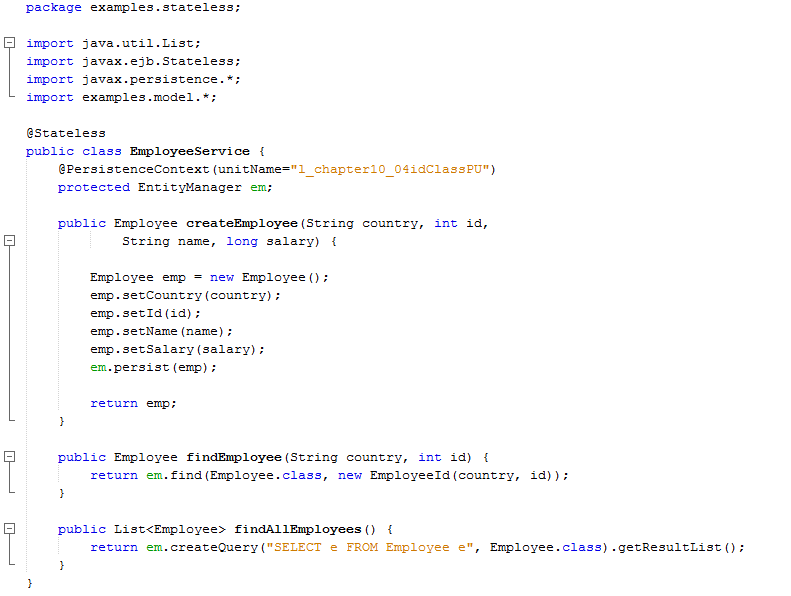 package examples.stateless;
import java.util.List;
import javax.ejb.Stateless;
import javax.persistence.*;
import examples.model.*;
@Stateless
public class EmployeeService {
@PersistenceContext(unitName="l_chapter10_04idClassPU")
protected EntityManager em;
public Employee createEmployee(String country, int id,
String name, long salary) {
Employee emp = new Employee();
emp.setCountry(country);
emp.setId(id);
emp.setName(name);
emp.setSalary(salary);
em.persist(emp);
return emp;
}
public Employee findEmployee(String country, int id) {
return em.find(Employee.class, new EmployeeId(country, id));
}
public List<Employee> findAllEmployees() {
return em.createQuery("SELECT e FROM Employee e", Employee.class).getResultList();
}
}